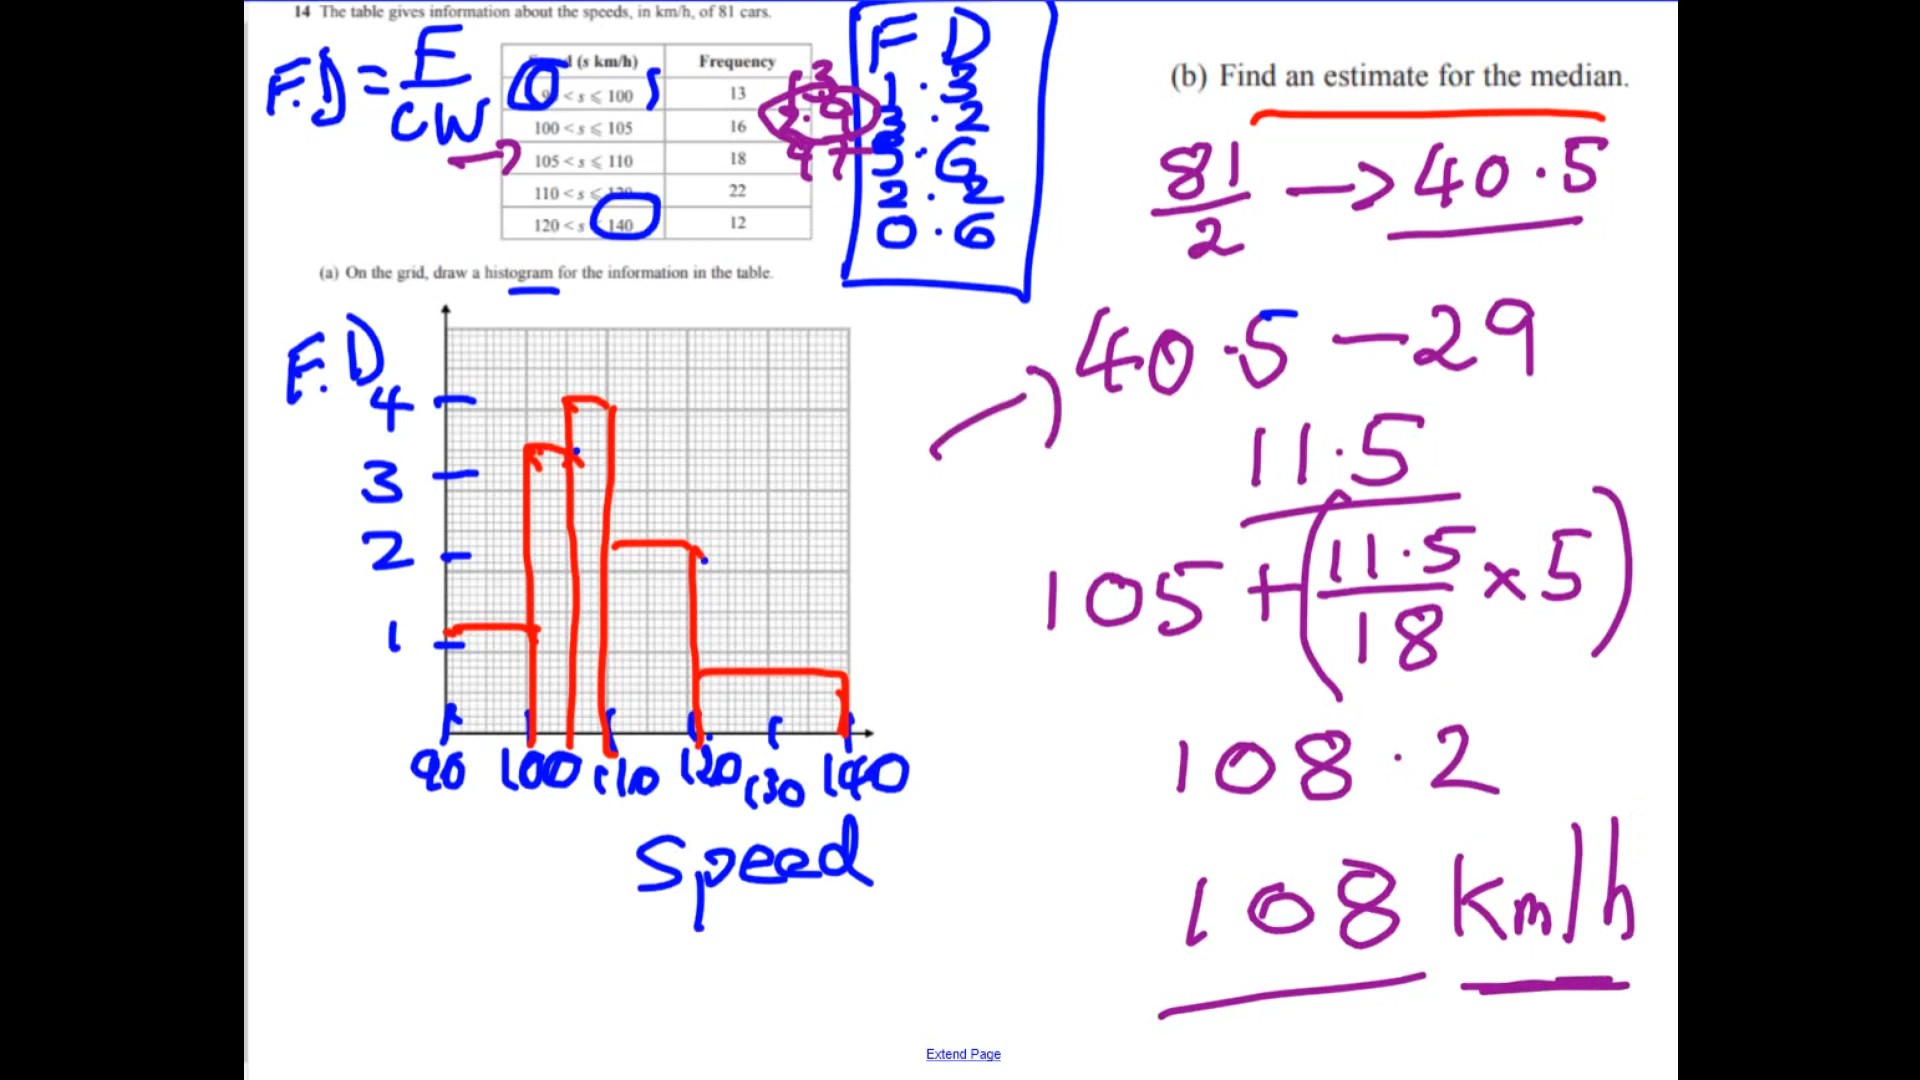 14 The table gives information about the speeds, in km/h, of 81 cars.
F.D = F
CW
(s km/h) Frequency
< s ⩽ 100 13
100 < s ⩽ 105 16
105 < s ⩽ 110 18
110 < s ⩽ 22
120 < s 140 12
13
29
47
F D
1.3
3.2
3.6
2.2
0.6
(a) On the grid, draw a histogram for the information in the table.
F.D
4
3
2
1
90 100 110 120 130 140
Speed
(b) Find an estimate for the median.
81
2
→ 40.5
40.5 – 29
11.5
105 + (11.5
18
× 5)
108.2
108 km/h
Extend Page